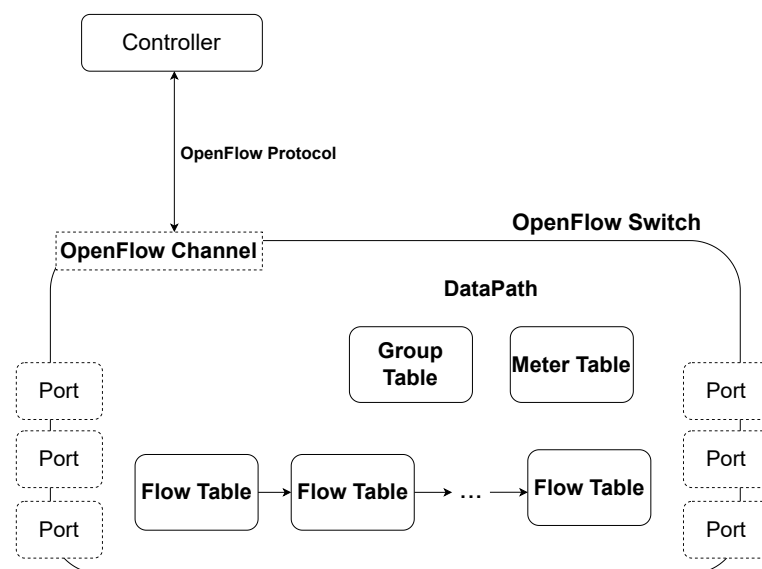 Controller
OpenFlow Protocol
OpenFlow Switch
OpenFlow Channel
DataPath
Group
Table
Meter Table
Port
Port
Port
Port
Flow Table
Flow Table
...
Flow Table
Port
Port